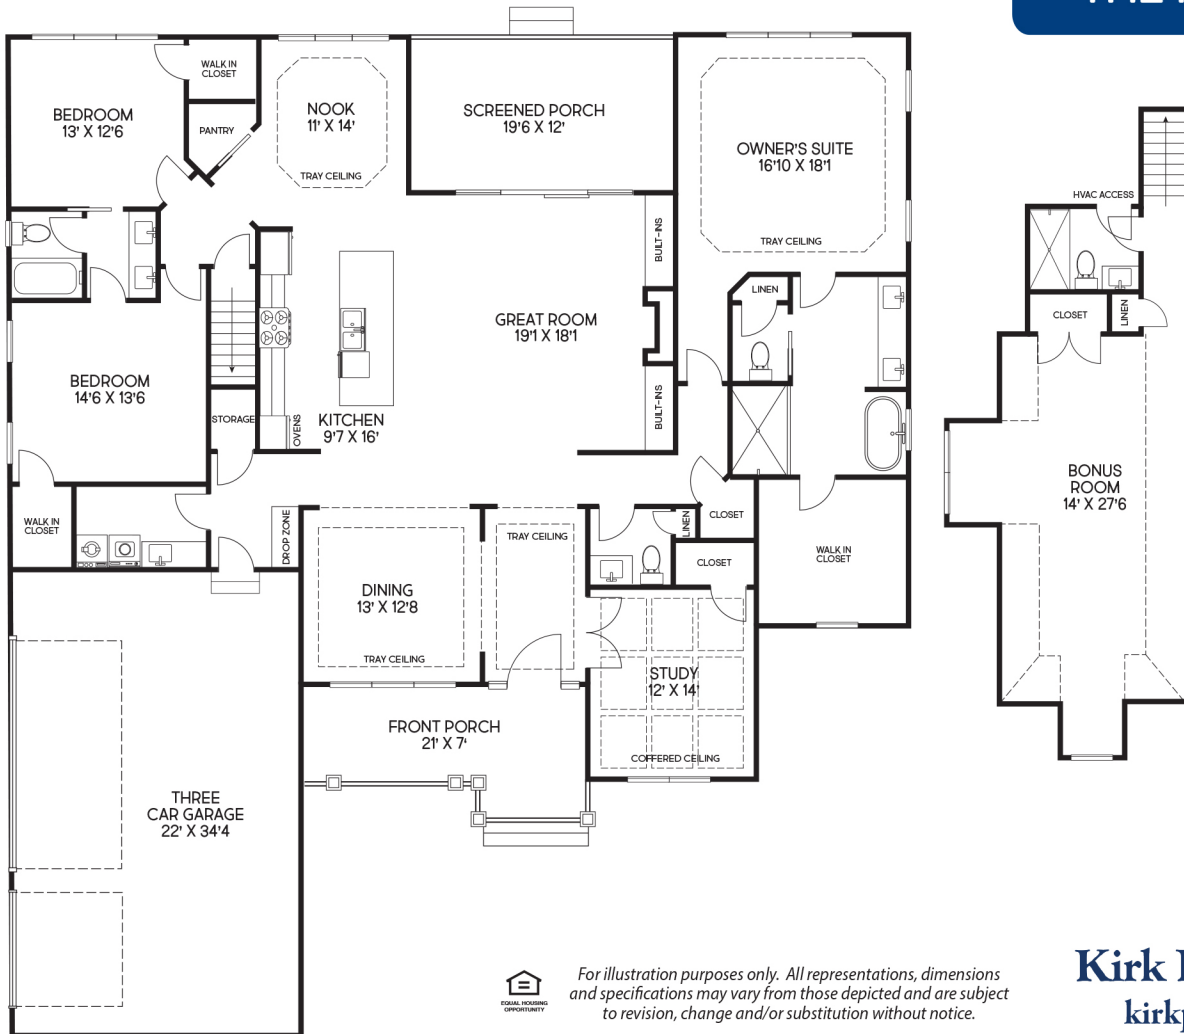 WALK IN
CLOSET
BEDROOM
13' X 12'6
PANTRY
NOOK
11' X 14'
TRAY CEILING
SCREENED PORCH
19'6 X 12'
OWNER'S SUITE
16'10 X 18'1
TRAY CEILING
HVAC ACCESS
BUILT-INS
LINEN
CLOSET
LINEN
GREAT ROOM
19'1 X 18'1
BEDROOM
14'6 X 13'6
STORAGE
OVENS
KITCHEN
9'7 X 16'
BUILT-INS
BONUS
ROOM
14' X 27'6
WALK IN
CLOSET
DROP ZONE
TRAY CEILING
LINEN
CLOSET
CLOSET
WALK IN
CLOSET
DINING
13' X 12'8
TRAY CEILING
STUDY
12' X 14'
COFFERED CEILING
FRONT PORCH
21' X 7'
THREE
CAR GARAGE
22' X 34'4
EQUAL HOUSING
OPPORTUNITY
For illustration purposes only. All representations, dimensions
and specifications may vary from those depicted and are subject
to revision, change and/or substitution without notice.
Kirk
kirkp